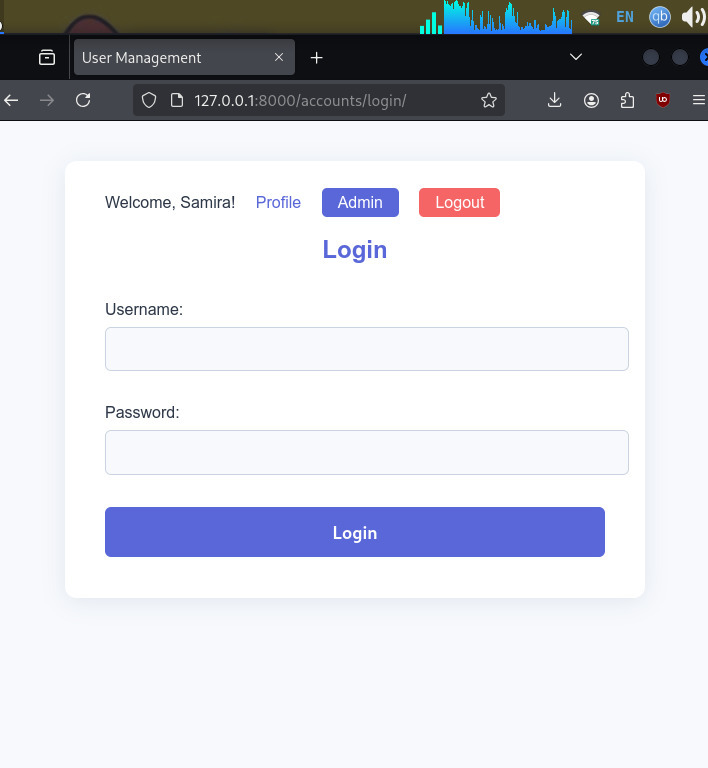 EN qb
User Management
127.0.0.1:8000/accounts/login/
Welcome, Samira! Profile Admin Logout
Login
Username:
Password:
Login